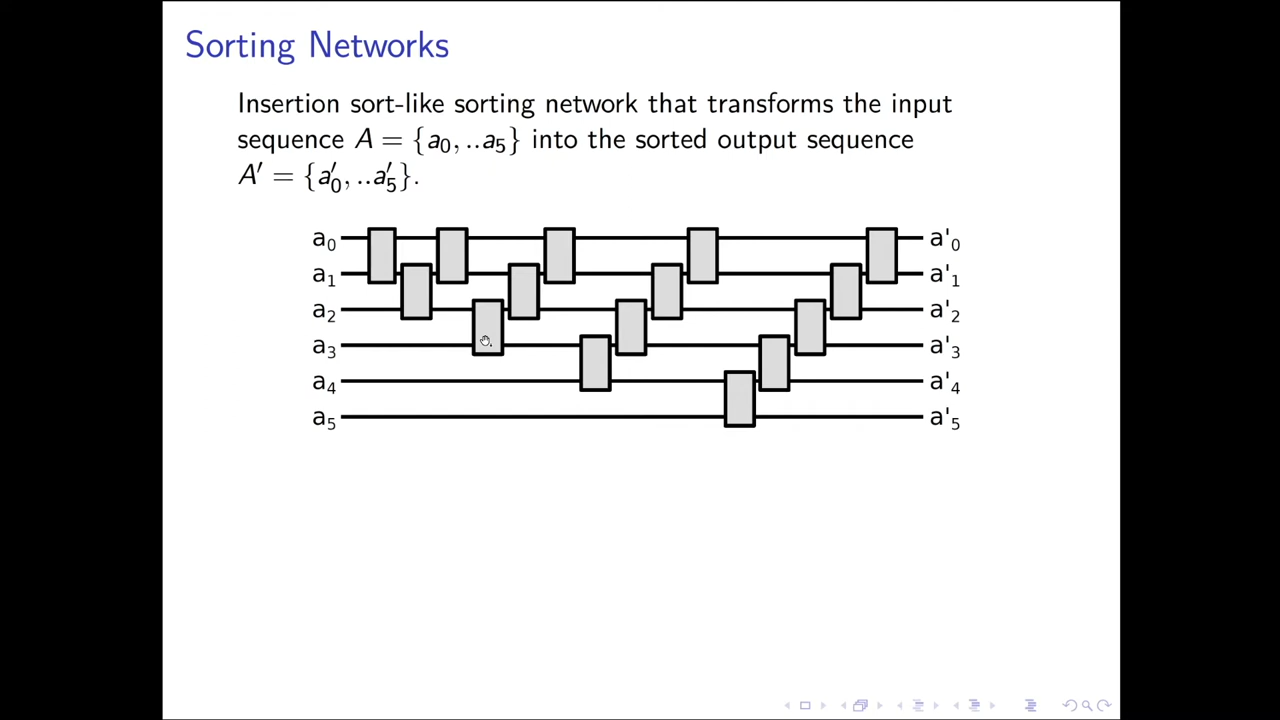 Sorting Networks
Insertion sort-like sorting network that transforms the input
sequence A = {a₀, ..a₅} into the sorted output sequence
A′ = {a′₀, ..a′₅}.
a₀ a'₀
a₁ a'₁
a₂ a'₂
a₃ a'₃
a₄ a'₄
a₅ a'₅